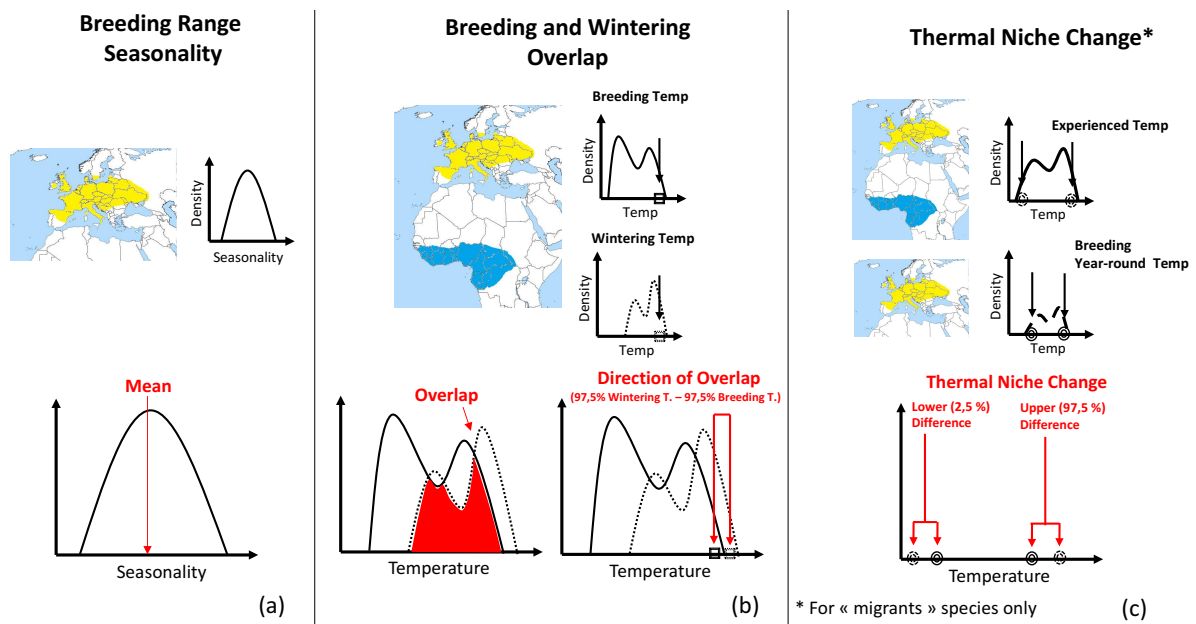 Breeding Range
Seasonality
Density
Seasonality
Mean
Seasonality
(a)
Breeding and Wintering
Overlap
Breeding Temp
Density
Temp
Wintering Temp
Density
Temp
Overlap
Temperature
Direction of Overlap
(97,5% Wintering T. – 97,5% Breeding T.)
Temperature
(b)
Thermal Niche Change*
Experienced Temp
Density
Temp
Breeding
Year-round Temp
Density
Temp
Thermal Niche Change
Lower (2,5 %)
Difference
Upper (97,5 %)
Difference
Temperature
* For « migrants » species only
(c)